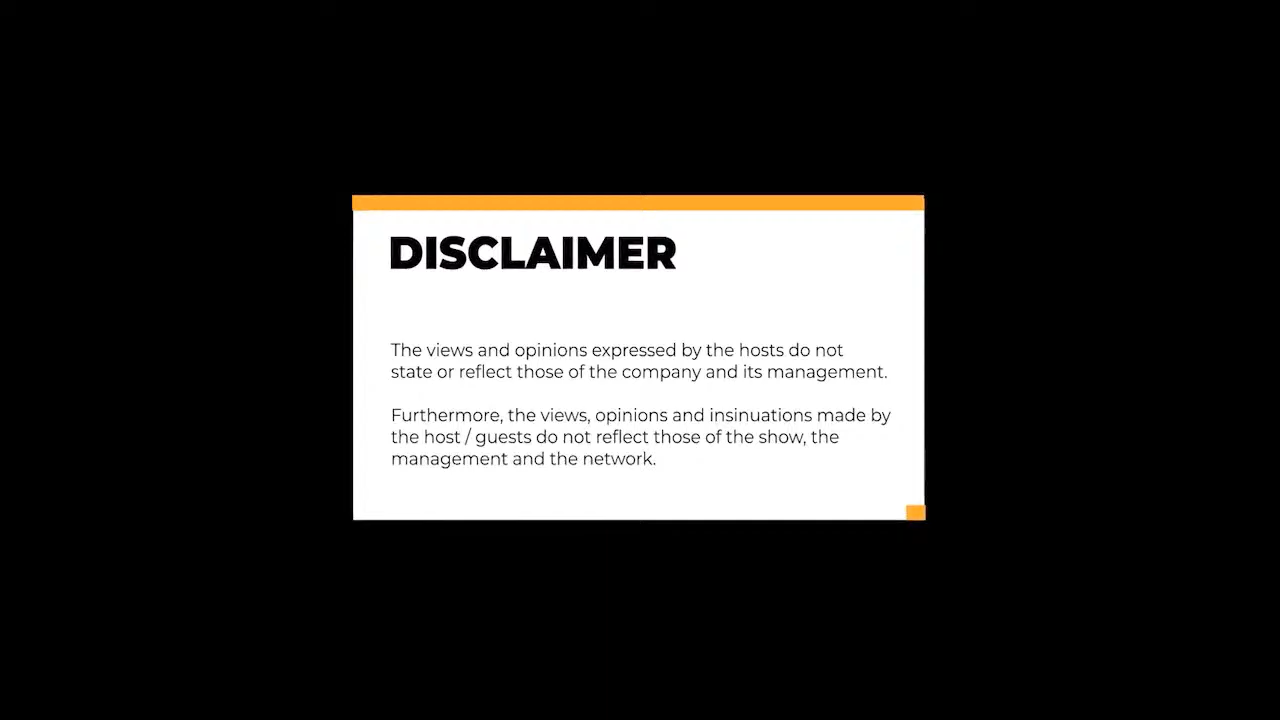 DISCLAIMER
The views and opinions expressed by the hosts do not
state or reflect those of the company and its management.
Furthermore, the views, opinions and insinuations made by
the host / guests do not reflect those of the show, the
management and the network.